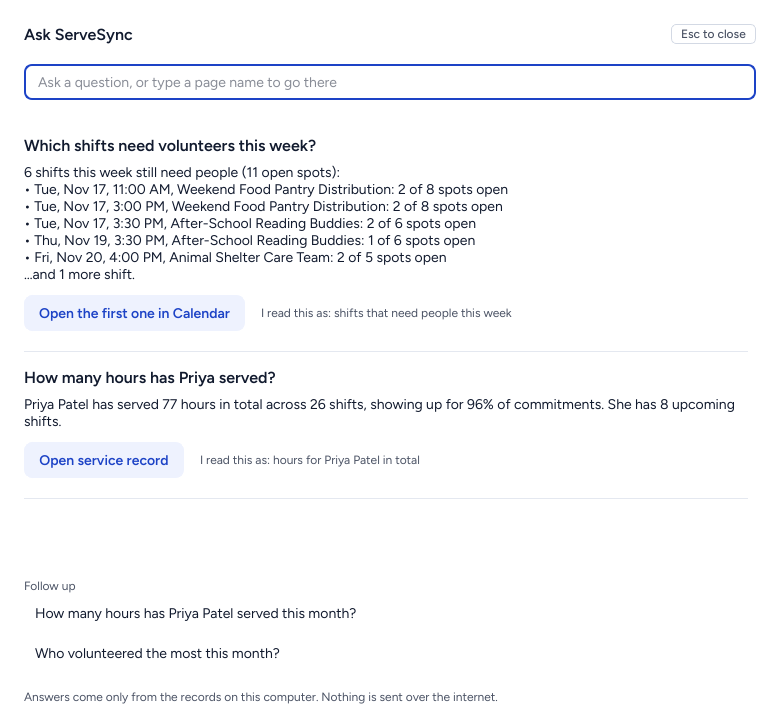 Ask ServeSync
Esc to close
Ask a question, or type a page name to go there
Which shifts need volunteers this week?
6 shifts this week still need people (11 open spots):
• Tue, Nov 17, 11:00 AM, Weekend Food Pantry Distribution: 2 of 8 spots open
• Tue, Nov 17, 3:00 PM, Weekend Food Pantry Distribution: 2 of 8 spots open
• Tue, Nov 17, 3:30 PM, After-School Reading Buddies: 2 of 6 spots open
• Thu, Nov 19, 3:30 PM, After-School Reading Buddies: 1 of 6 spots open
• Fri, Nov 20, 4:00 PM, Animal Shelter Care Team: 2 of 5 spots open
...and 1 more shift.
Open the first one in Calendar
I read this as: shifts that need people this week
How many hours has Priya served?
Priya Patel has served 77 hours in total across 26 shifts, showing up for 96% of commitments. She has 8 upcoming
shifts.
Open service record
I read this as: hours for Priya Patel in total
Follow up
How many hours has Priya Patel served this month?
Who volunteered the most this month?
Answers come only from the records on this computer. Nothing is sent over the internet.